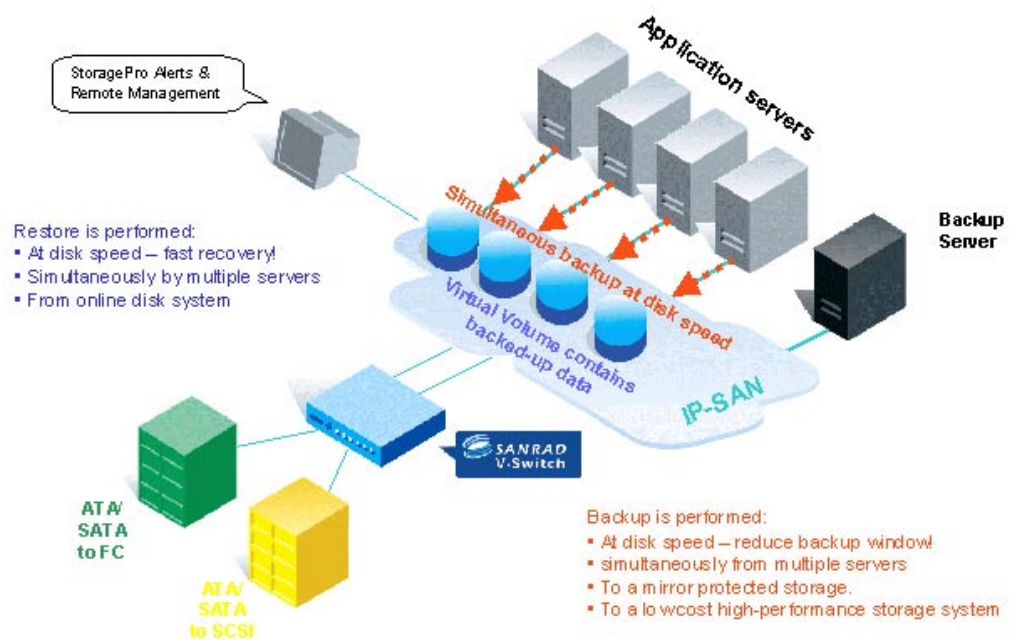 StoragePro Alerts &
Remote Management
Application servers
Backup
Server
Restore is performed:
▪ At disk speed – fast recovery!
▪ Simultaneously by multiple servers
▪ From online disk system
Simultaneous backup at disk speed
Virtual Volume contains
backed-up data
IP-SAN
SANRAD
V-Switch
ATA/
SATA
to FC
ATA/
SATA
to SCSI
Backup is performed:
▪ At disk speed – reduce backup window!
▪ simultaneously from multiple servers
▪ To a mirror protected storage.
▪ To a lowcost high-performance storage system